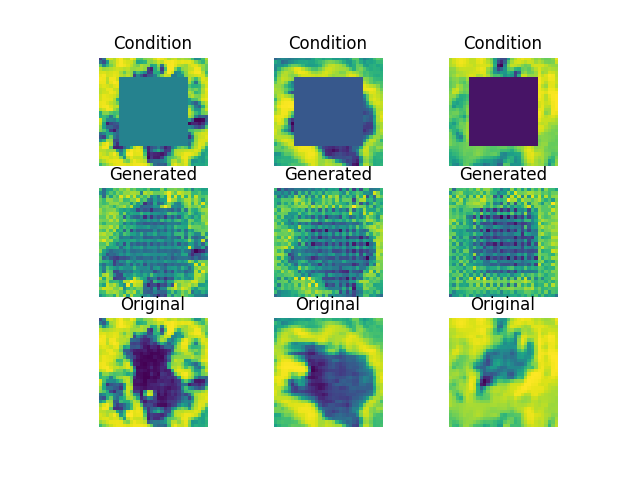 Condition Condition Condition
Generated Generated Generated
Original Original Original